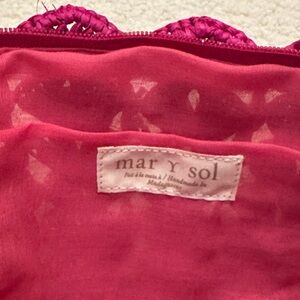 mar Y sol
Fait à la main à / Handmade in
Madagascar